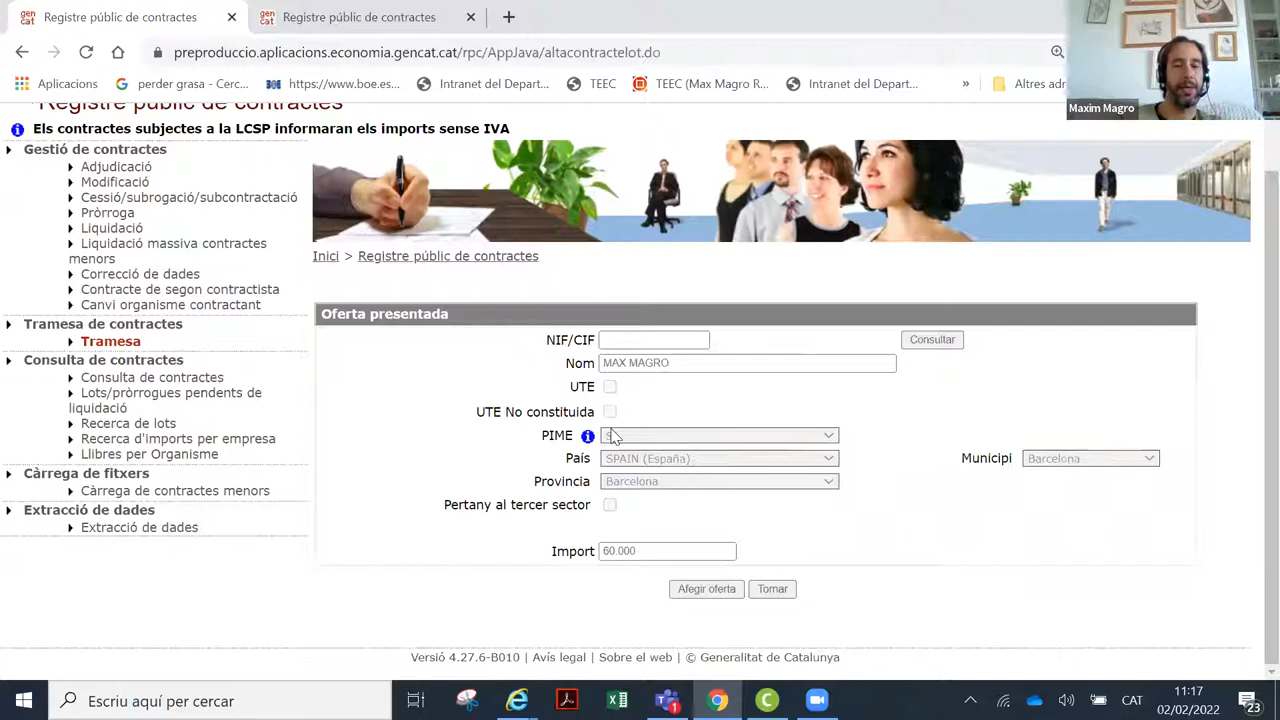 gen cat
Registre públic de contractes
gen cat
Registre públic de contractes
preproduccio.aplicacions.economia.gencat.cat/rpc/AppJava/altacontractelot.do
Aplicacions
perder grasa - Cerc...
https://www.boe.es...
Intranet del Depart...
TEEC
TEEC (Max Magro R...
Intranet del Depart...
»
Altres adr
Maxim Magro
Registre públic de contractes
Els contractes subjectes a la LCSP informaran els imports sense IVA
Gestió de contractes
Adjudicació
Modificació
Cessió/subrogació/subcontractació
Pròrroga
Liquidació
Liquidació massiva contractes
menors
Correcció de dades
Contracte de segon contractista
Canvi organisme contractant
Tramesa de contractes
Tramesa
Consulta de contractes
Consulta de contractes
Lots/pròrrogues pendents de
liquidació
Recerca de lots
Recerca d'imports per empresa
Llibres per Organisme
Càrrega de fitxers
Càrrega de contractes menors
Extracció de dades
Extracció de dades
Inici > Registre públic de contractes
Oferta presentada
NIF/CIF
Consultar
Nom MAX MAGRO
UTE
UTE No constituida
PIME
País SPAIN (España)
Municipi Barcelona
Provincia Barcelona
Pertany al tercer sector
Import 60.000
Afegir oferta Tornar
Versió 4.27.6-B010 | Avís legal | Sobre el web | © Generalitat de Catalunya
Escriu aquí per cercar
CAT
11:17
02/02/2022
23